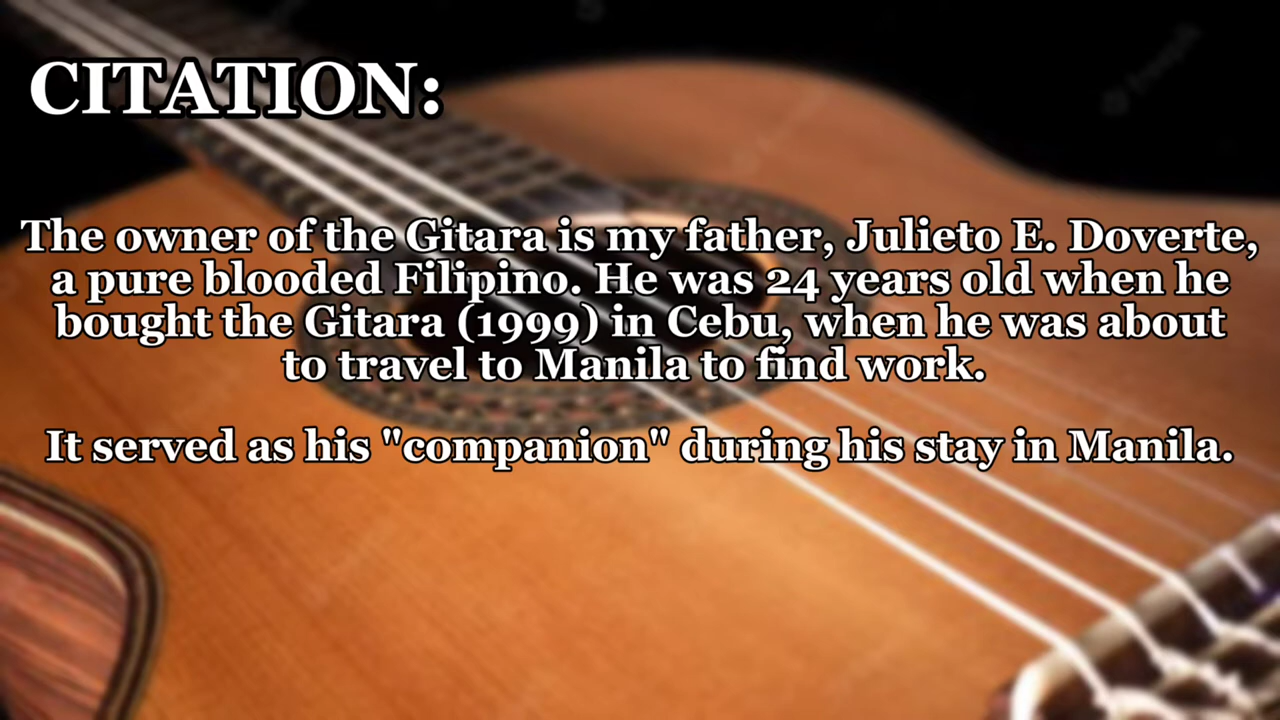 CITATION:
The owner of the Gitara is my father, Julieto E. Doverte,
a pure blooded Filipino. He was 24 years old when he
bought the Gitara (1999) in Cebu, when he was about
to travel to Manila to find work.
It served as his "companion" during his stay in Manila.